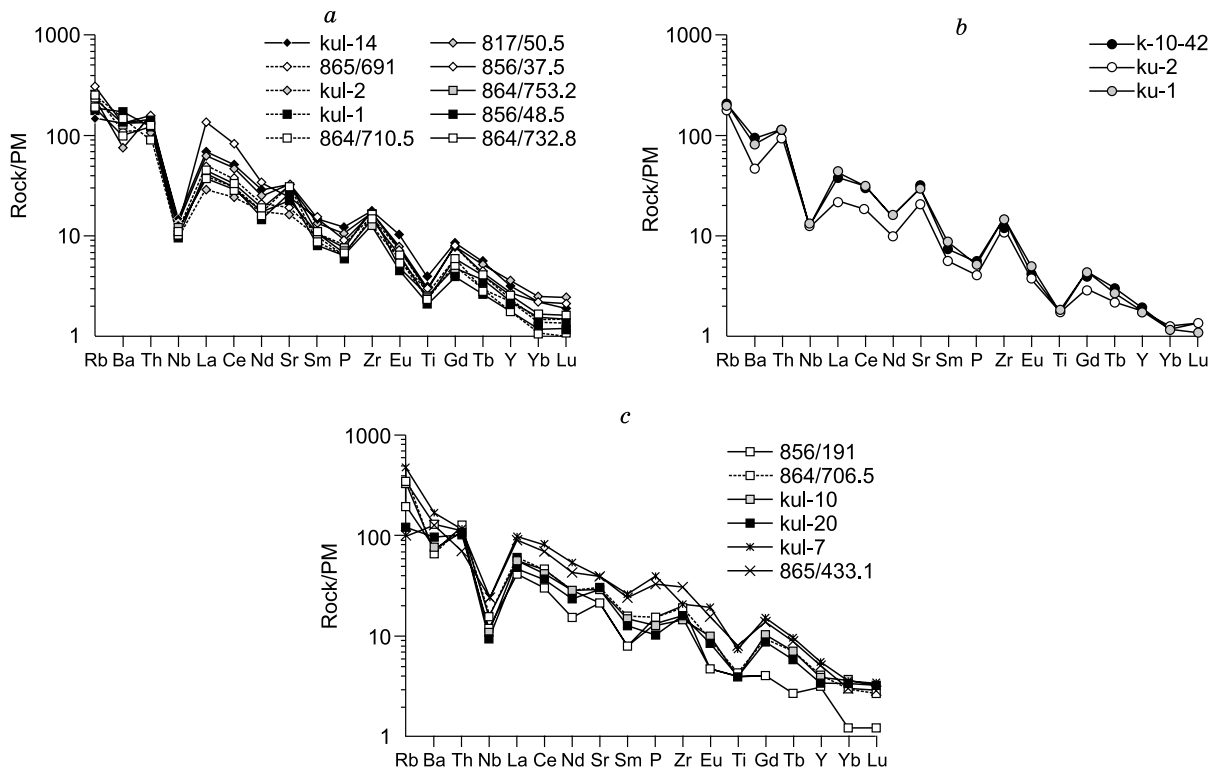 a
kul-14
865/691
kul-2
kul-1
864/710.5
817/50.5
856/37.5
864/753.2
856/48.5
864/732.8
Rock/PM
1000
100
10
1
Rb Ba Th Nb La Ce Nd Sr Sm P Zr Eu Ti Gd Tb Y Yb Lu
b
k-10-42
ku-2
ku-1
Rock/PM
1000
100
10
1
Rb Ba Th Nb La Ce Nd Sr Sm P Zr Eu Ti Gd Tb Y Yb Lu
c
856/191
864/706.5
kul-10
kul-20
kul-7
865/433.1
Rock/PM
1000
100
10
1
Rb Ba Th Nb La Ce Nd Sr Sm P Zr Eu Ti Gd Tb Y Yb Lu